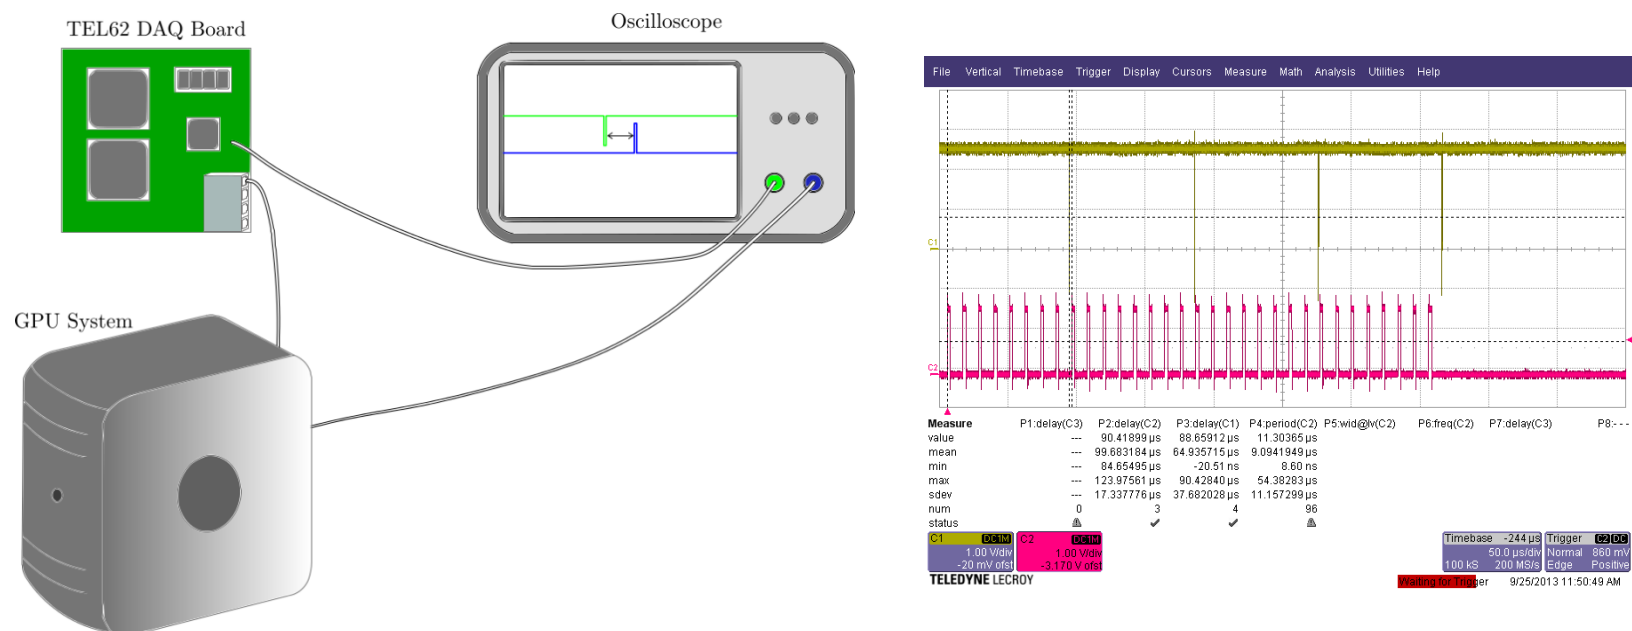 TEL62 DAQ Board
Oscilloscope
GPU System
File Vertical Timebase Trigger Display Cursors Measure Math Analysis Utilities Help
C1
C2
Measure P1:delay(C3) P2:delay(C2) P3:delay(C1) P4:period(C2) P5:wid@lv(C2) P6:freq(C2) P7:delay(C3) P8:- - -
value --- 90.41899 µs 88.65912 µs 11.30365 µs
mean --- 99.683184 µs 64.935715 µs 9.0941949 µs
min --- 84.65495 µs -20.51 ns 8.60 ns
max --- 123.97561 µs 90.42840 µs 54.38283 µs
sdev --- 17.337776 µs 37.682028 µs 11.157299 µs
num 0 3 4 96
status
C1 DC1M
1.00 V/div
-20 mV ofst
C2 DC1M
1.00 V/div
-3.170 V ofst
Timebase -244 µs
50.0 µs/div
100 kS 200 MS/s
Trigger C2 DC
Normal 860 mV
Edge Positive
TELEDYNE LECROY
Waiting for Trigger 9/25/2013 11:50:49 AM